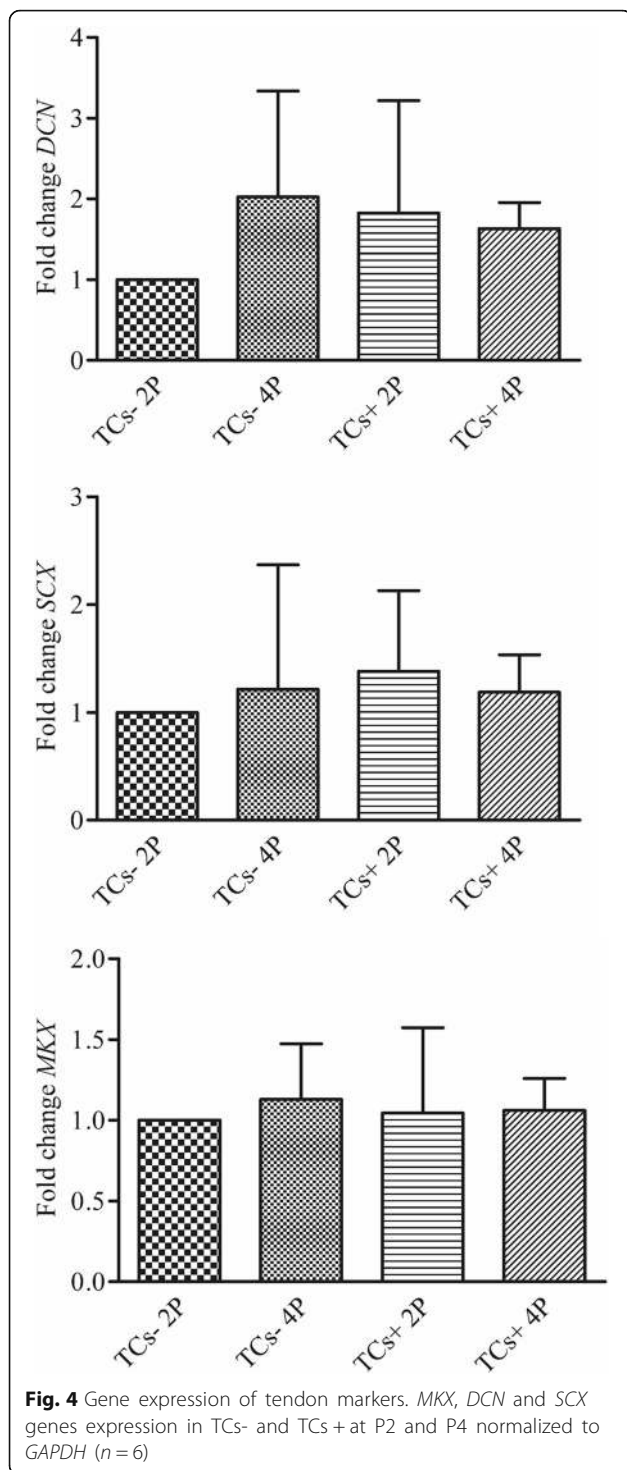 4
3
2
1
0
Fold change DCN
TCs- 2P
TCs- 4P
TCs+ 2P
TCs+ 4P
3
2
1
0
Fold change SCX
TCs- 2P
TCs- 4P
TCs+ 2P
TCs+ 4P
2.0
1.5
1.0
0.5
0.0
Fold change MKX
TCs- 2P
TCs- 4P
TCs+ 2P
TCs+ 4P
Fig. 4 Gene expression of tendon markers. MKX, DCN and SCX
genes expression in TCs- and TCs + at P2 and P4 normalized to
GAPDH (n = 6)